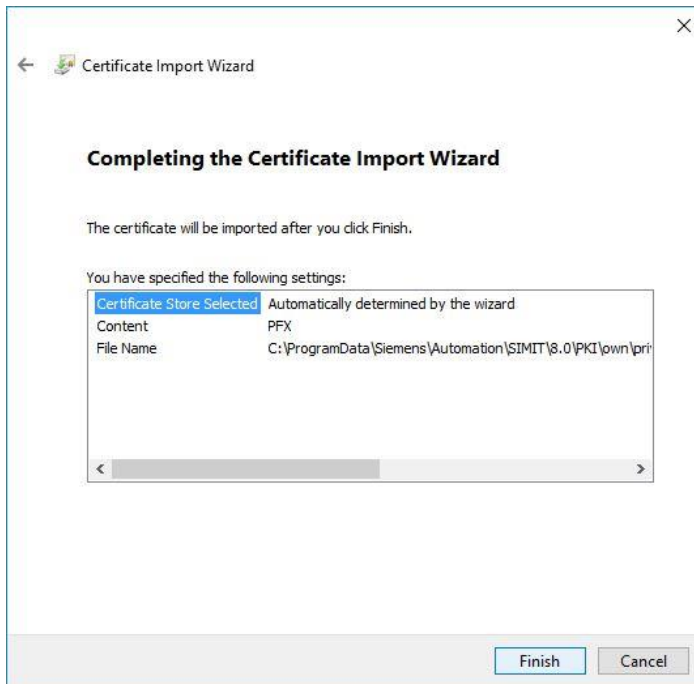 Certificate Import Wizard
Completing the Certificate Import Wizard
The certificate will be imported after you click Finish.
You have specified the following settings:
Certificate Store Selected Automatically determined by the wizard
Content PFX
File Name C:\ProgramData\Siemens\Automation\SIMIT\8.0\PKI\own\pri
Finish Cancel